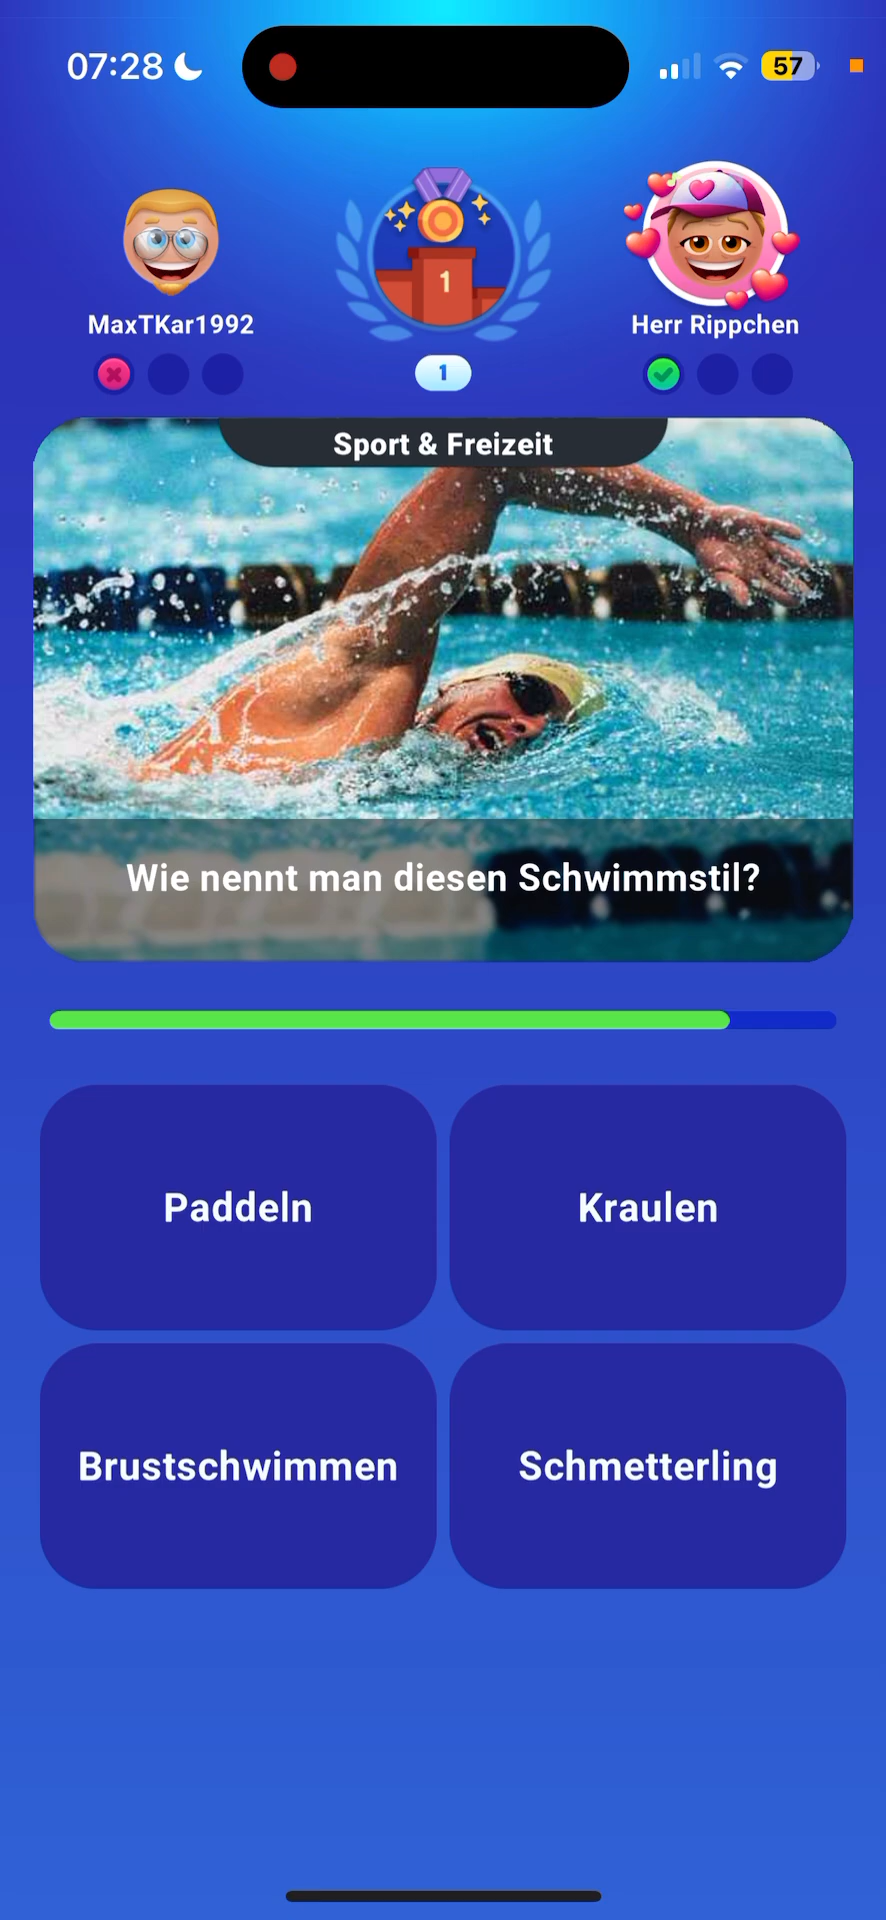 07:28
57
1
MaxTKar1992
Herr Rippchen
1
Sport & Freizeit
Wie nennt man diesen Schwimmstil?
Paddeln
Kraulen
Brustschwimmen
Schmetterling